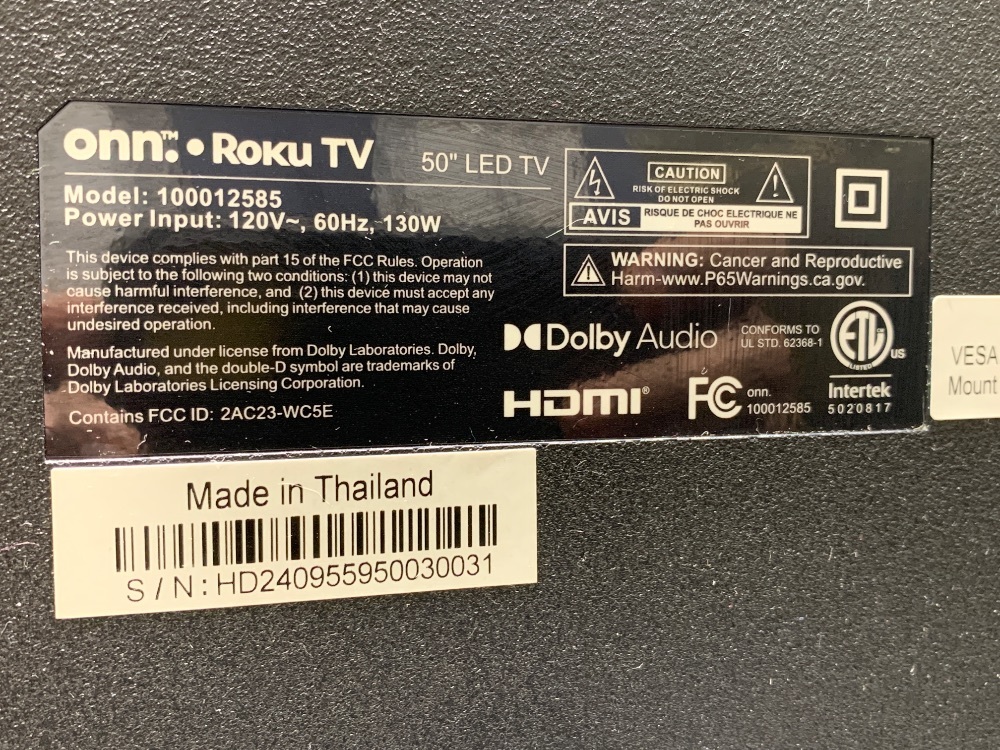 onn.™ • Roku TV
50" LED TV
Model: 100012585
Power Input: 120V~, 60Hz, 130W
This device complies with part 15 of the FCC Rules. Operation
is subject to the following two conditions: (1) this device may not
cause harmful interference, and (2) this device must accept any
interference received, including interference that may cause
undesired operation.
Manufactured under license from Dolby Laboratories. Dolby,
Dolby Audio, and the double-D symbol are trademarks of
Dolby Laboratories Licensing Corporation.
Contains FCC ID: 2AC23-WC5E
CAUTION
RISK OF ELECTRIC SHOCK
DO NOT OPEN
AVIS
RISQUE DE CHOC ELECTRIQUE NE
PAS OUVRIR
WARNING: Cancer and Reproductive
Harm-www.P65Warnings.ca.gov.
Dolby Audio
CONFORMS TO
UL STD. 62368-1
ETL
LISTED
US
Intertek
5020817
HDMI®
FC
onn.
100012585
VESA
Mount
Made in Thailand
S/N:HD240955950030031